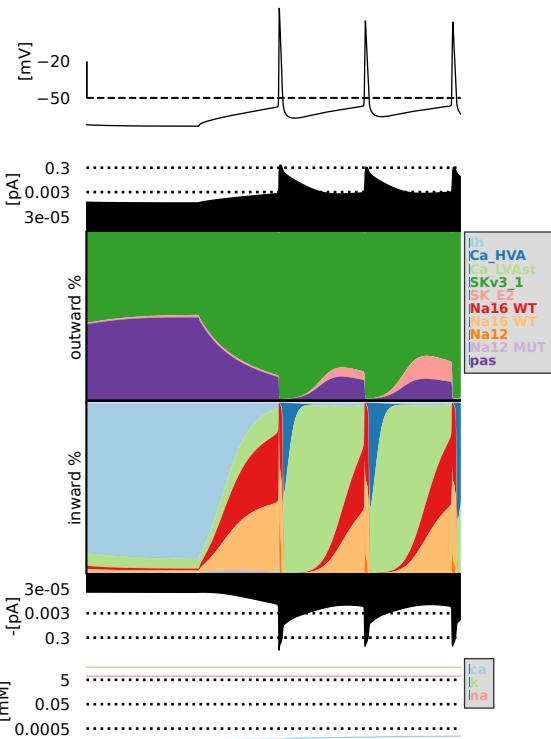 [mV]
−20
−50
[pA]
0.3
0.003
3e-05
outward %
Ih
Ca_HVA
Ca_LVAst
SKv3_1
SK_E2
Na16 WT
Na16 WT
Na12
Na12 MUT
pas
inward %
-[pA]
3e-05
0.003
0.3
[mM]
5
0.05
0.0005
ca
k
na